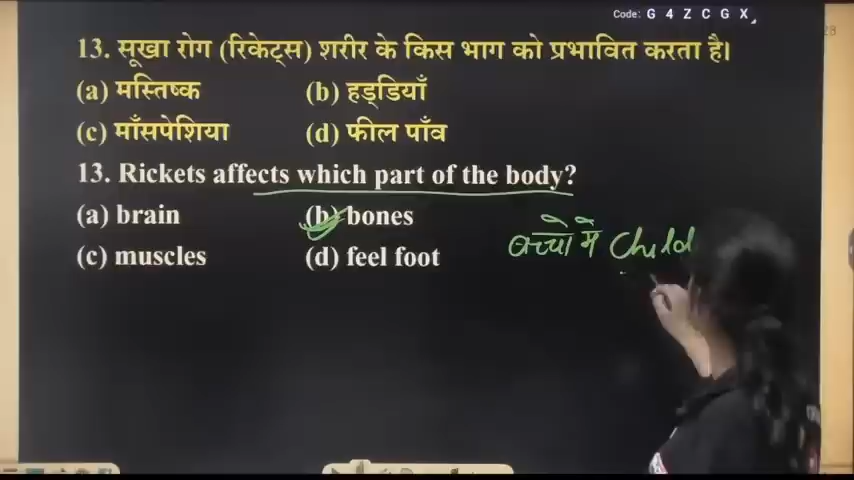 Code: G 4 Z C G X
28
13. सूखा रोग (रिकेट्स) शरीर के किस भाग को प्रभावित करता है।
(a) मस्तिष्क (b) हड्डियाँ
(c) माँसपेशिया (d) फील पाँव
13. Rickets affects which part of the body?
(a) brain (b) bones
(c) muscles (d) feel foot
बच्चो में Child